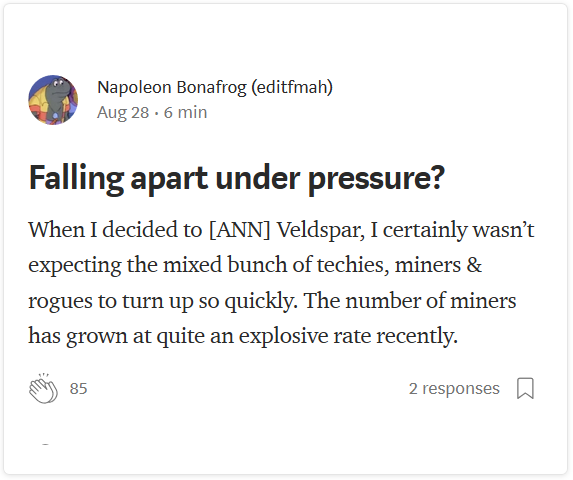 Napoleon Bonafrog (editfmah)
Aug 28 · 6 min
Falling apart under pressure?
When I decided to [ANN] Veldspar, I certainly wasn’t
expecting the mixed bunch of techies, miners &
rogues to turn up so quickly. The number of miners
has grown at quite an explosive rate recently.
85
2 responses